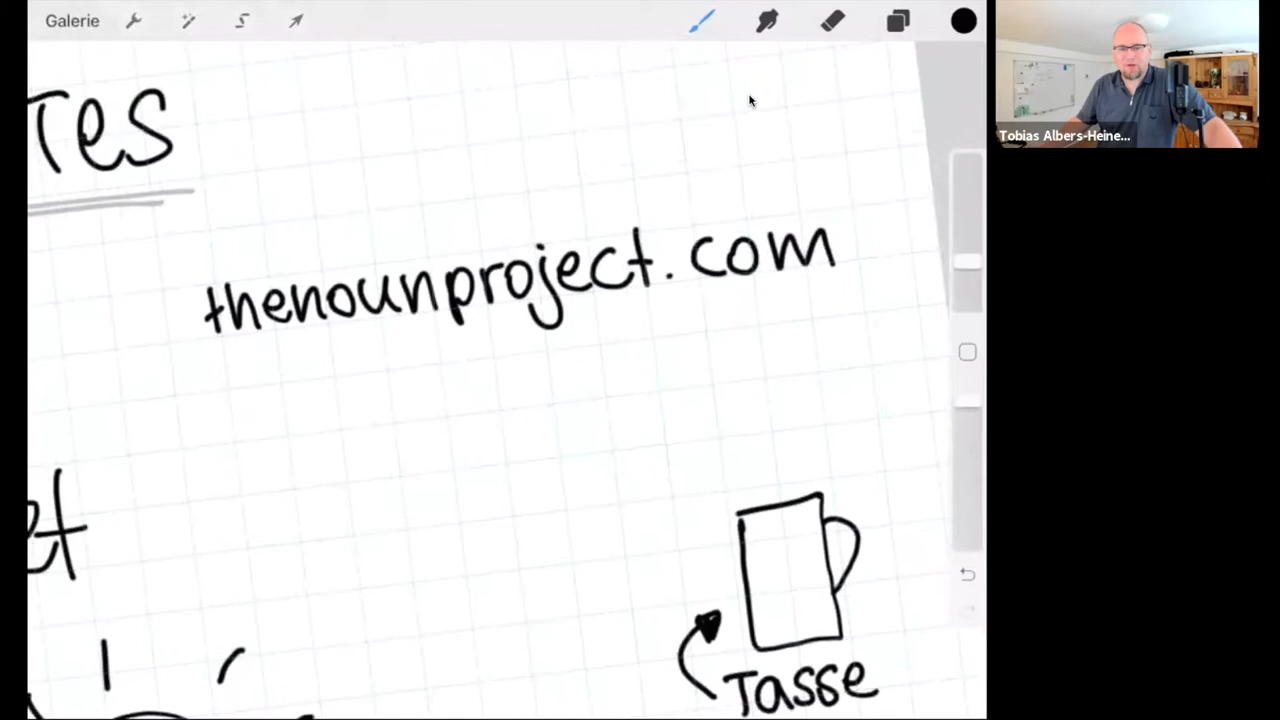 Galerie
Tes
thenounproject.com
et
Tasse
Tobias Albers-Heine...